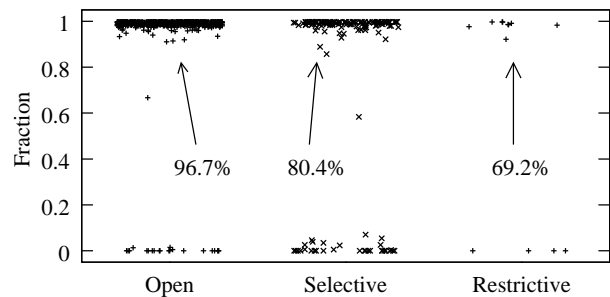 1
0.8
0.6
0.4
0.2
0
Fraction
96.7%
80.4%
69.2%
Open
Selective
Restrictive